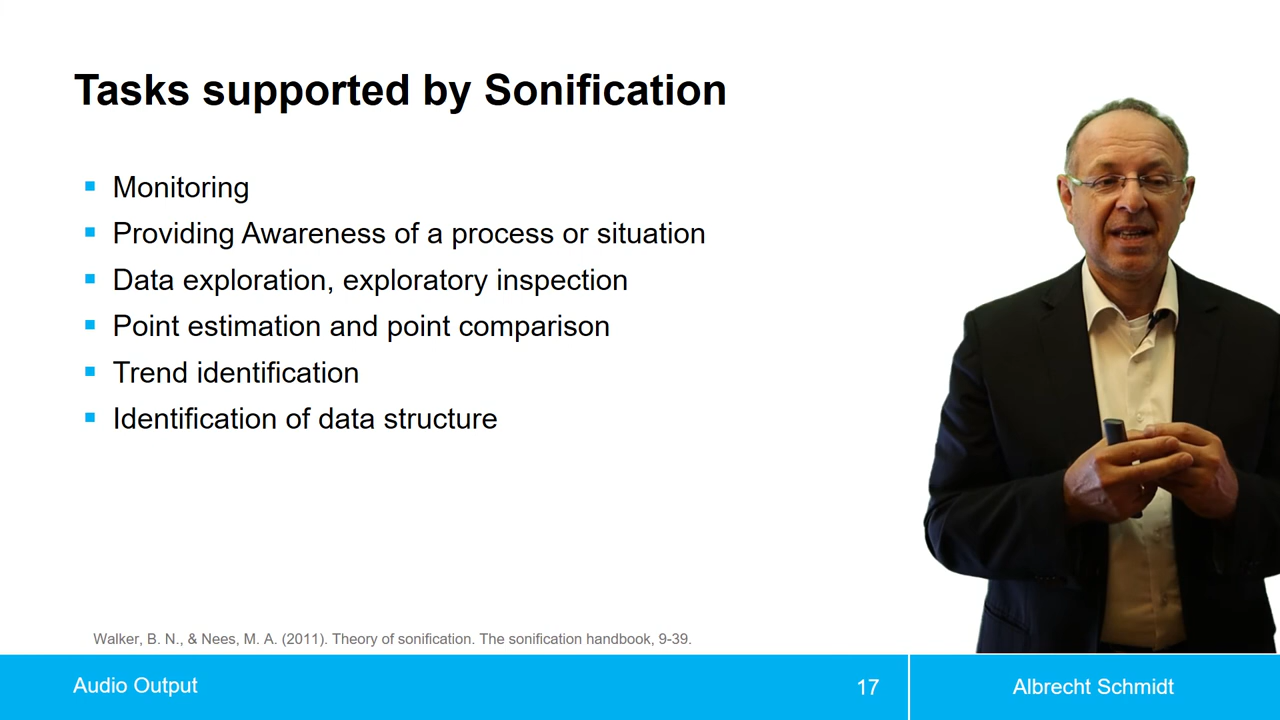 Tasks supported by Sonification
Monitoring
Providing Awareness of a process or situation
Data exploration, exploratory inspection
Point estimation and point comparison
Trend identification
Identification of data structure
Walker, B. N., & Nees, M. A. (2011). Theory of sonification. The sonification handbook, 9-39.
Audio Output
17
Albrecht Schmidt